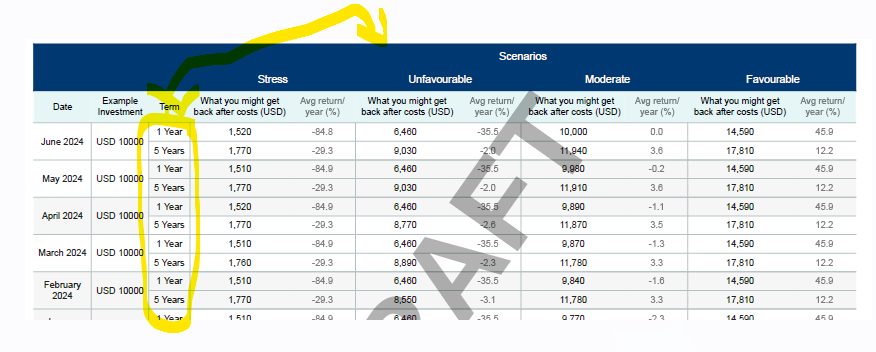 Scenarios
Stress Unfavourable Moderate Favourable
Date Example Investment Term What you might get back after costs (USD) Avg return/ year (%) What you might get back after costs (USD) Avg return/ year (%) What you might get back after costs (USD) Avg return/ year (%) What you might get back after costs (USD) Avg return/ year (%)
June 2024 USD 10000 1 Year 1,520 -84.8 6,460 -35.5 10,000 0.0 14,590 45.9
5 Years 1,770 -29.3 9,030 -2.0 11,940 3.6 17,810 12.2
May 2024 USD 10000 1 Year 1,510 -84.9 6,460 -35.5 9,980 -0.2 14,590 45.9
5 Years 1,770 -29.3 9,030 -2.0 11,910 3.6 17,810 12.2
April 2024 USD 10000 1 Year 1,520 -84.9 6,460 -35.5 9,890 -1.1 14,590 45.9
5 Years 1,770 -29.3 8,770 -2.6 11,870 3.5 17,810 12.2
March 2024 USD 10000 1 Year 1,510 -84.9 6,460 -35.5 9,870 -1.3 14,590 45.9
5 Years 1,760 -29.3 8,890 -2.3 11,780 3.3 17,810 12.2
February 2024 USD 10000 1 Year 1,510 -84.9 6,460 -35.5 9,840 -1.6 14,590 45.9
5 Years 1,770 -29.3 8,550 -3.1 11,780 3.3 17,810 12.2
1 Year 1,510 -84.9 6,460 -35.5 9,770 -2.3 14,590 45.9
AFT